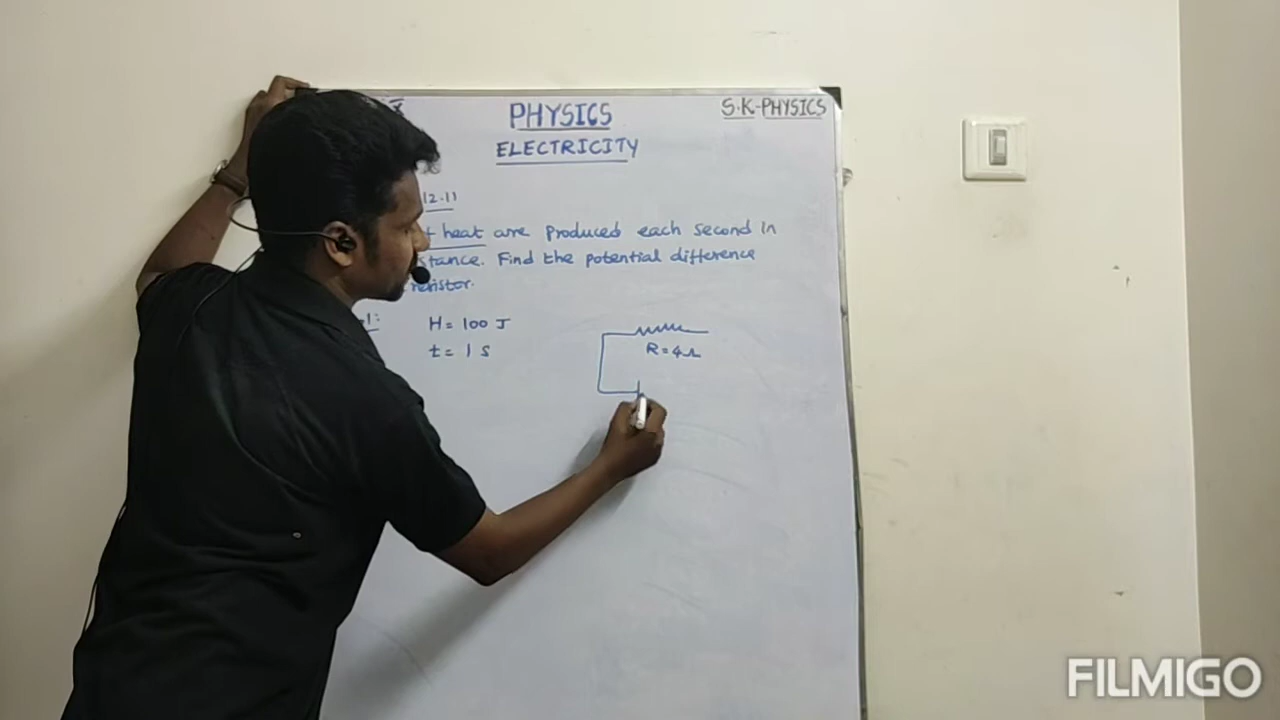 PHYSICS
S.K-PHYSICS
ELECTRICITY
12.11
heat are produced each second in
stance. Find the potential difference
resistor.
H = 100 J
t = 1 s
R = 4Ω
FILMIGO